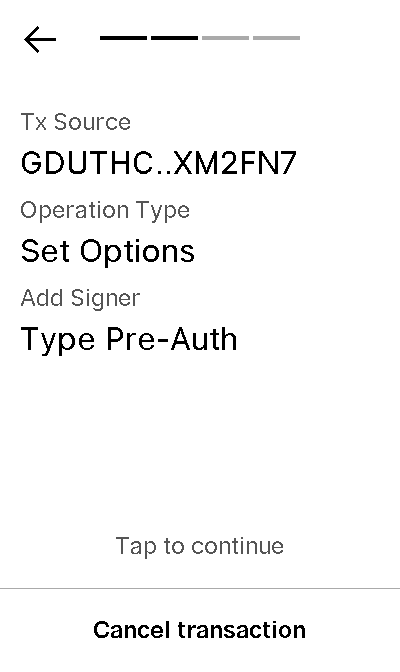 Tx Source
GDUTHC..XM2FN7
Operation Type
Set Options
Add Signer
Type Pre-Auth
Tap to continue
Cancel transaction